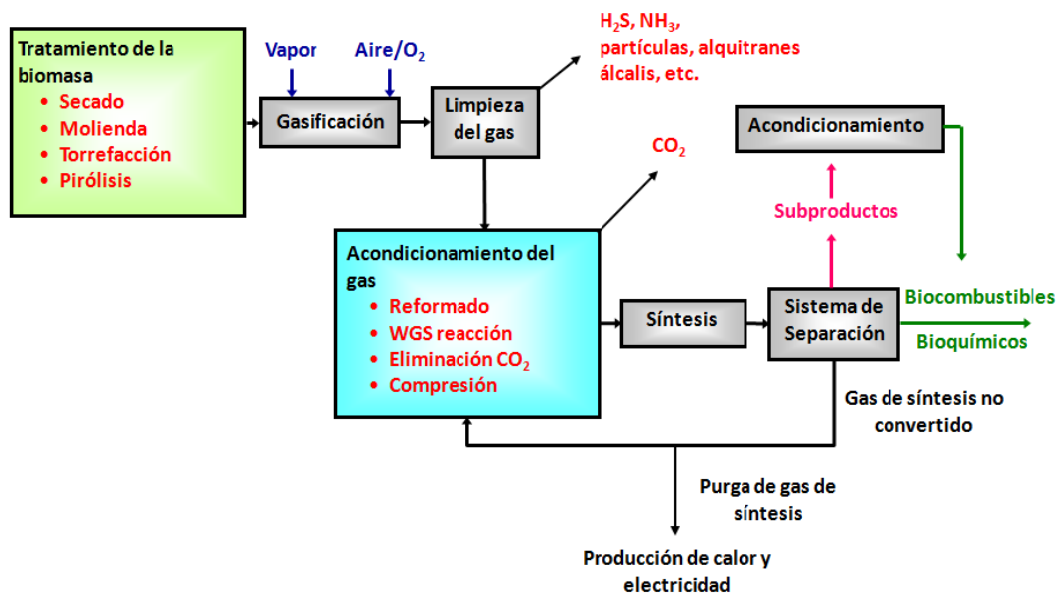 Tratamiento de la
biomasa
• Secado
• Molienda
• Torrefacción
• Pirólisis
Vapor
Aire/O₂
Gasificación
Limpieza
del gas
H₂S, NH₃,
partículas, alquitranes
álcalis, etc.
CO₂
Acondicionamiento
Subproductos
Acondicionamiento del
gas
• Reformado
• WGS reacción
• Eliminación CO₂
• Compresión
Síntesis
Sistema de
Separación
Biocombustibles
Bioquímicos
Gas de síntesis no
convertido
Purga de gas de
síntesis
Producción de calor y
electricidad